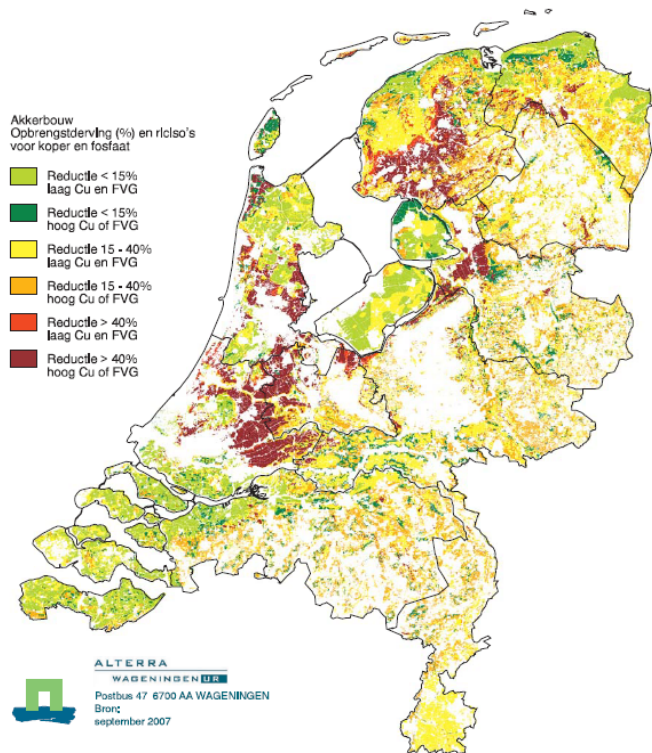 Akkerbouw
Opbrengstderving (%) en risico's
voor koper en fosfaat
Reductie < 15%
laag Cu en FVG
Reductie < 15%
hoog Cu of FVG
Reductie 15 - 40%
laag Cu en FVG
Reductie 15 - 40%
hoog Cu of FVG
Reductie > 40%
laag Cu en FVG
Reductie > 40%
hoog Cu of FVG
ALTERRA
WAGENINGEN UR
Postbus 47 6700 AA WAGENINGEN
Bron:
september 2007